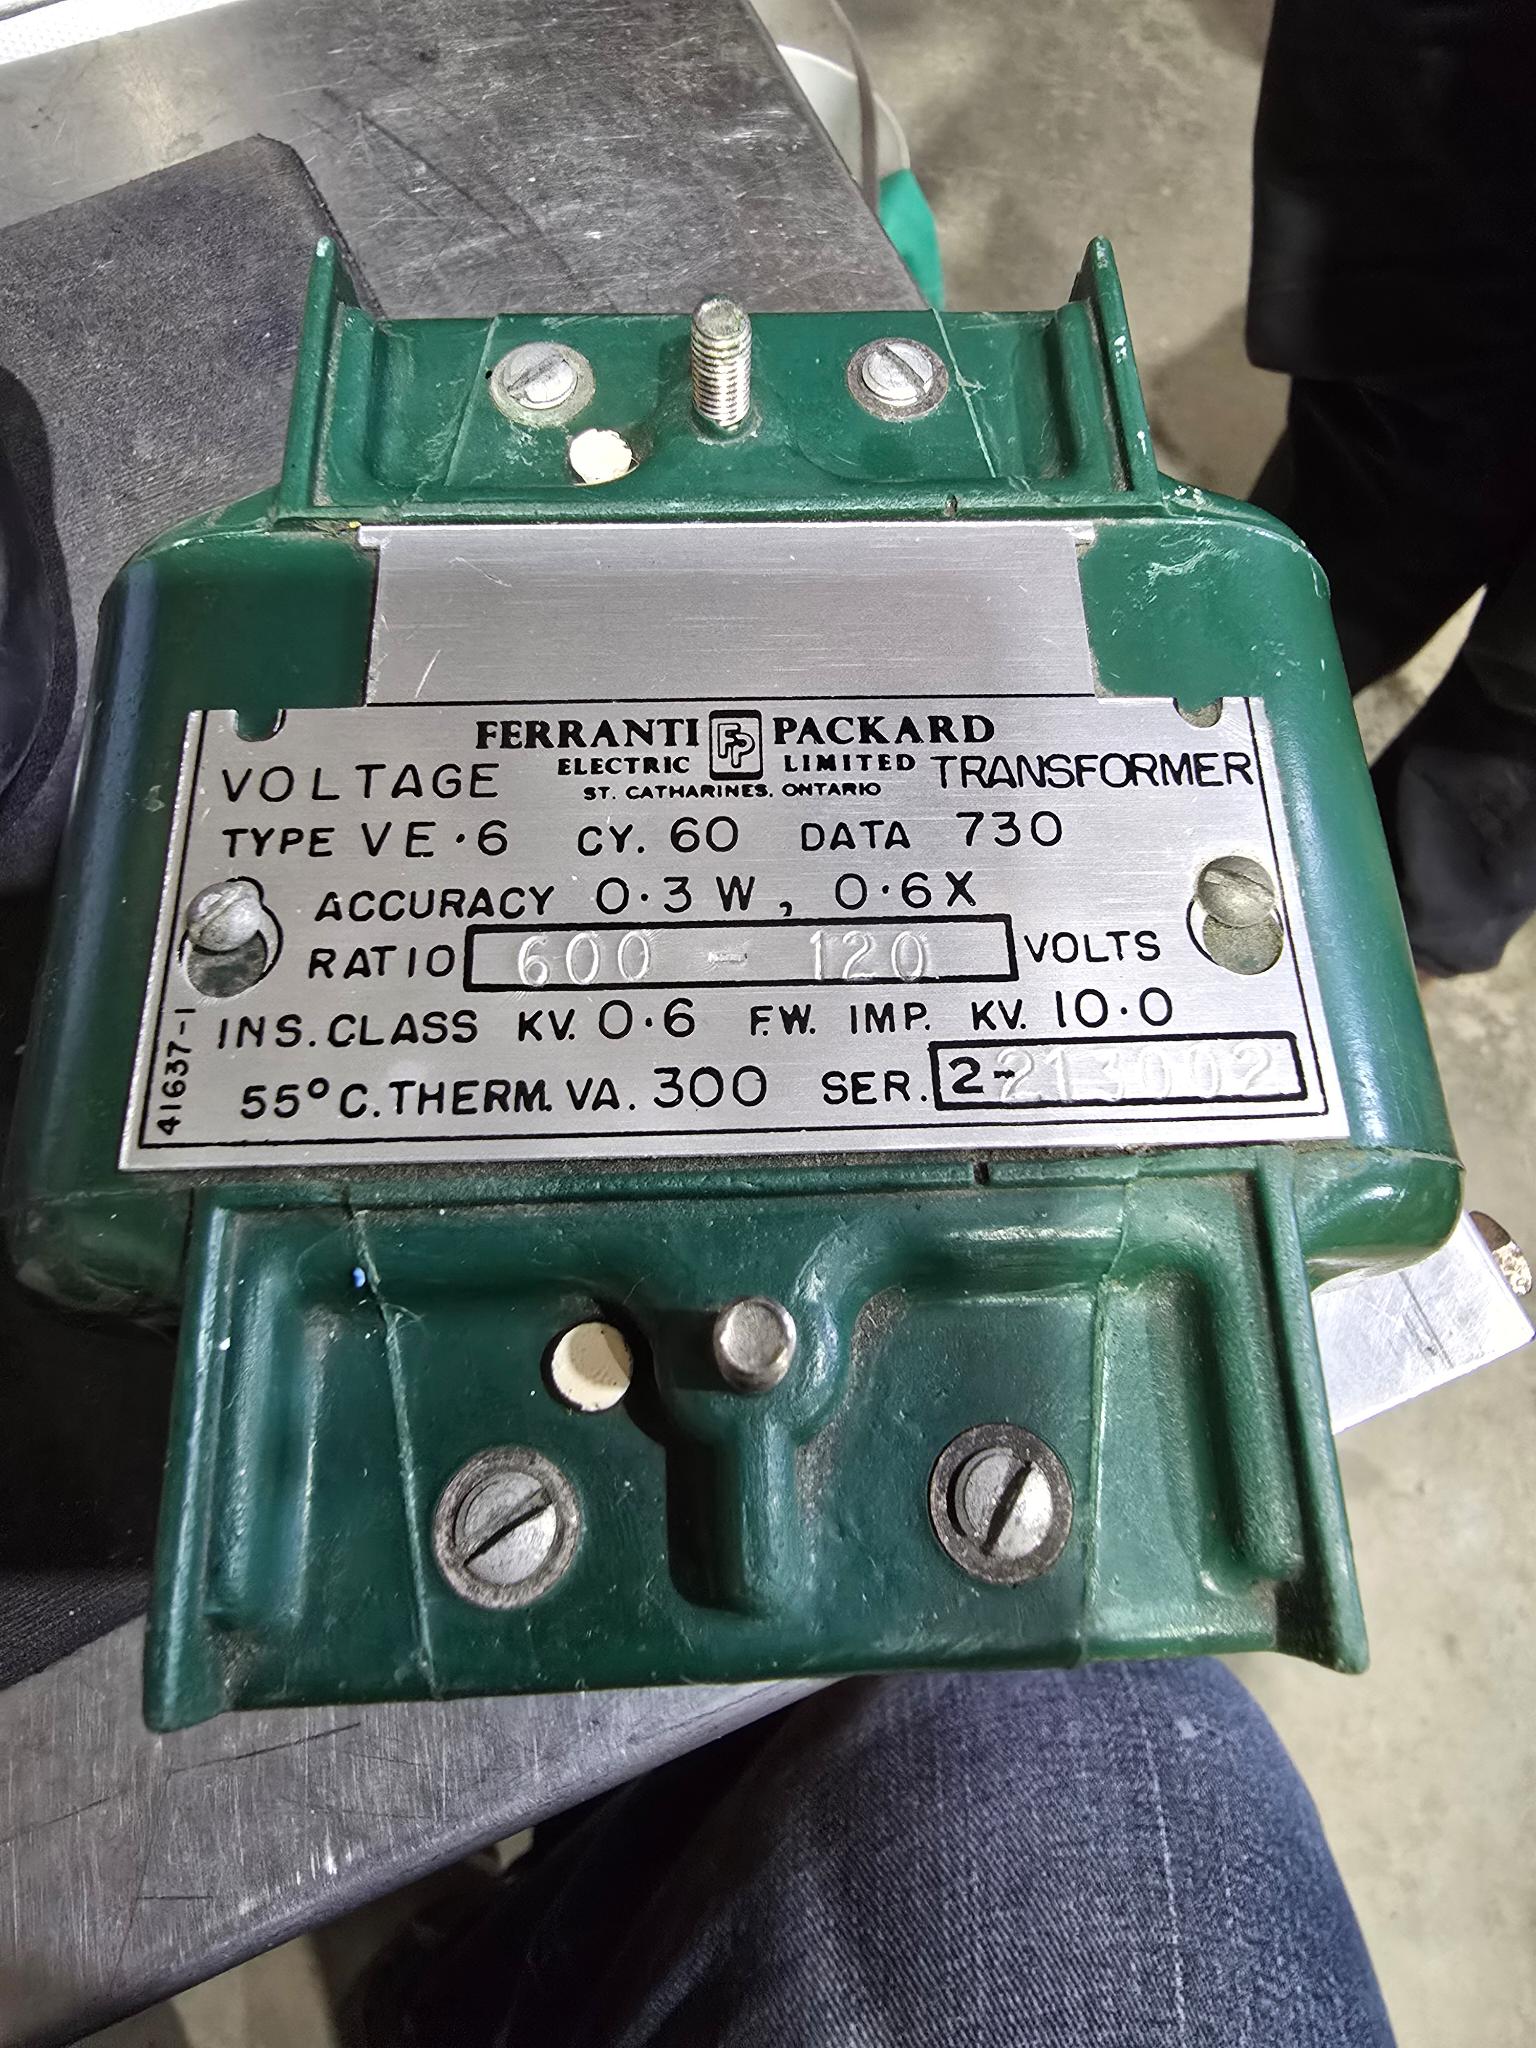 FERRANTI FP PACKARD
ELECTRIC LIMITED
VOLTAGE TRANSFORMER
ST. CATHARINES, ONTARIO
TYPE VE·6 CY. 60 DATA 730
ACCURACY 0·3 W, 0·6X
RATIO 600 - 120 VOLTS
INS. CLASS KV. 0·6 F.W. IMP. KV. 10·0
55°C. THERM. VA. 300 SER. 2-213002
41637-1